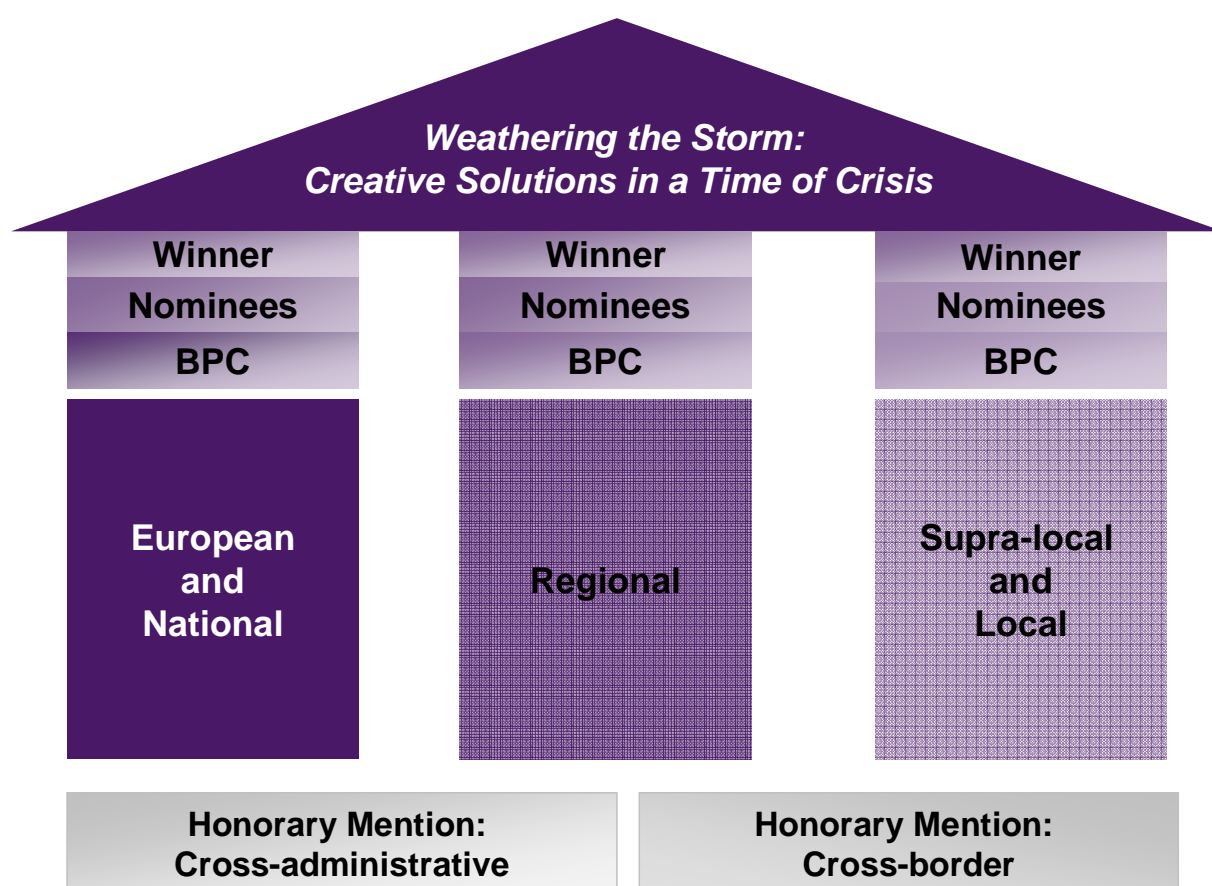 Weathering the Storm:
Creative Solutions in a Time of Crisis
Winner
Nominees
BPC
European
and
National
Winner
Nominees
BPC
Regional
Winner
Nominees
BPC
Supra-local
and
Local
Honorary Mention:
Cross-administrative
Honorary Mention:
Cross-border